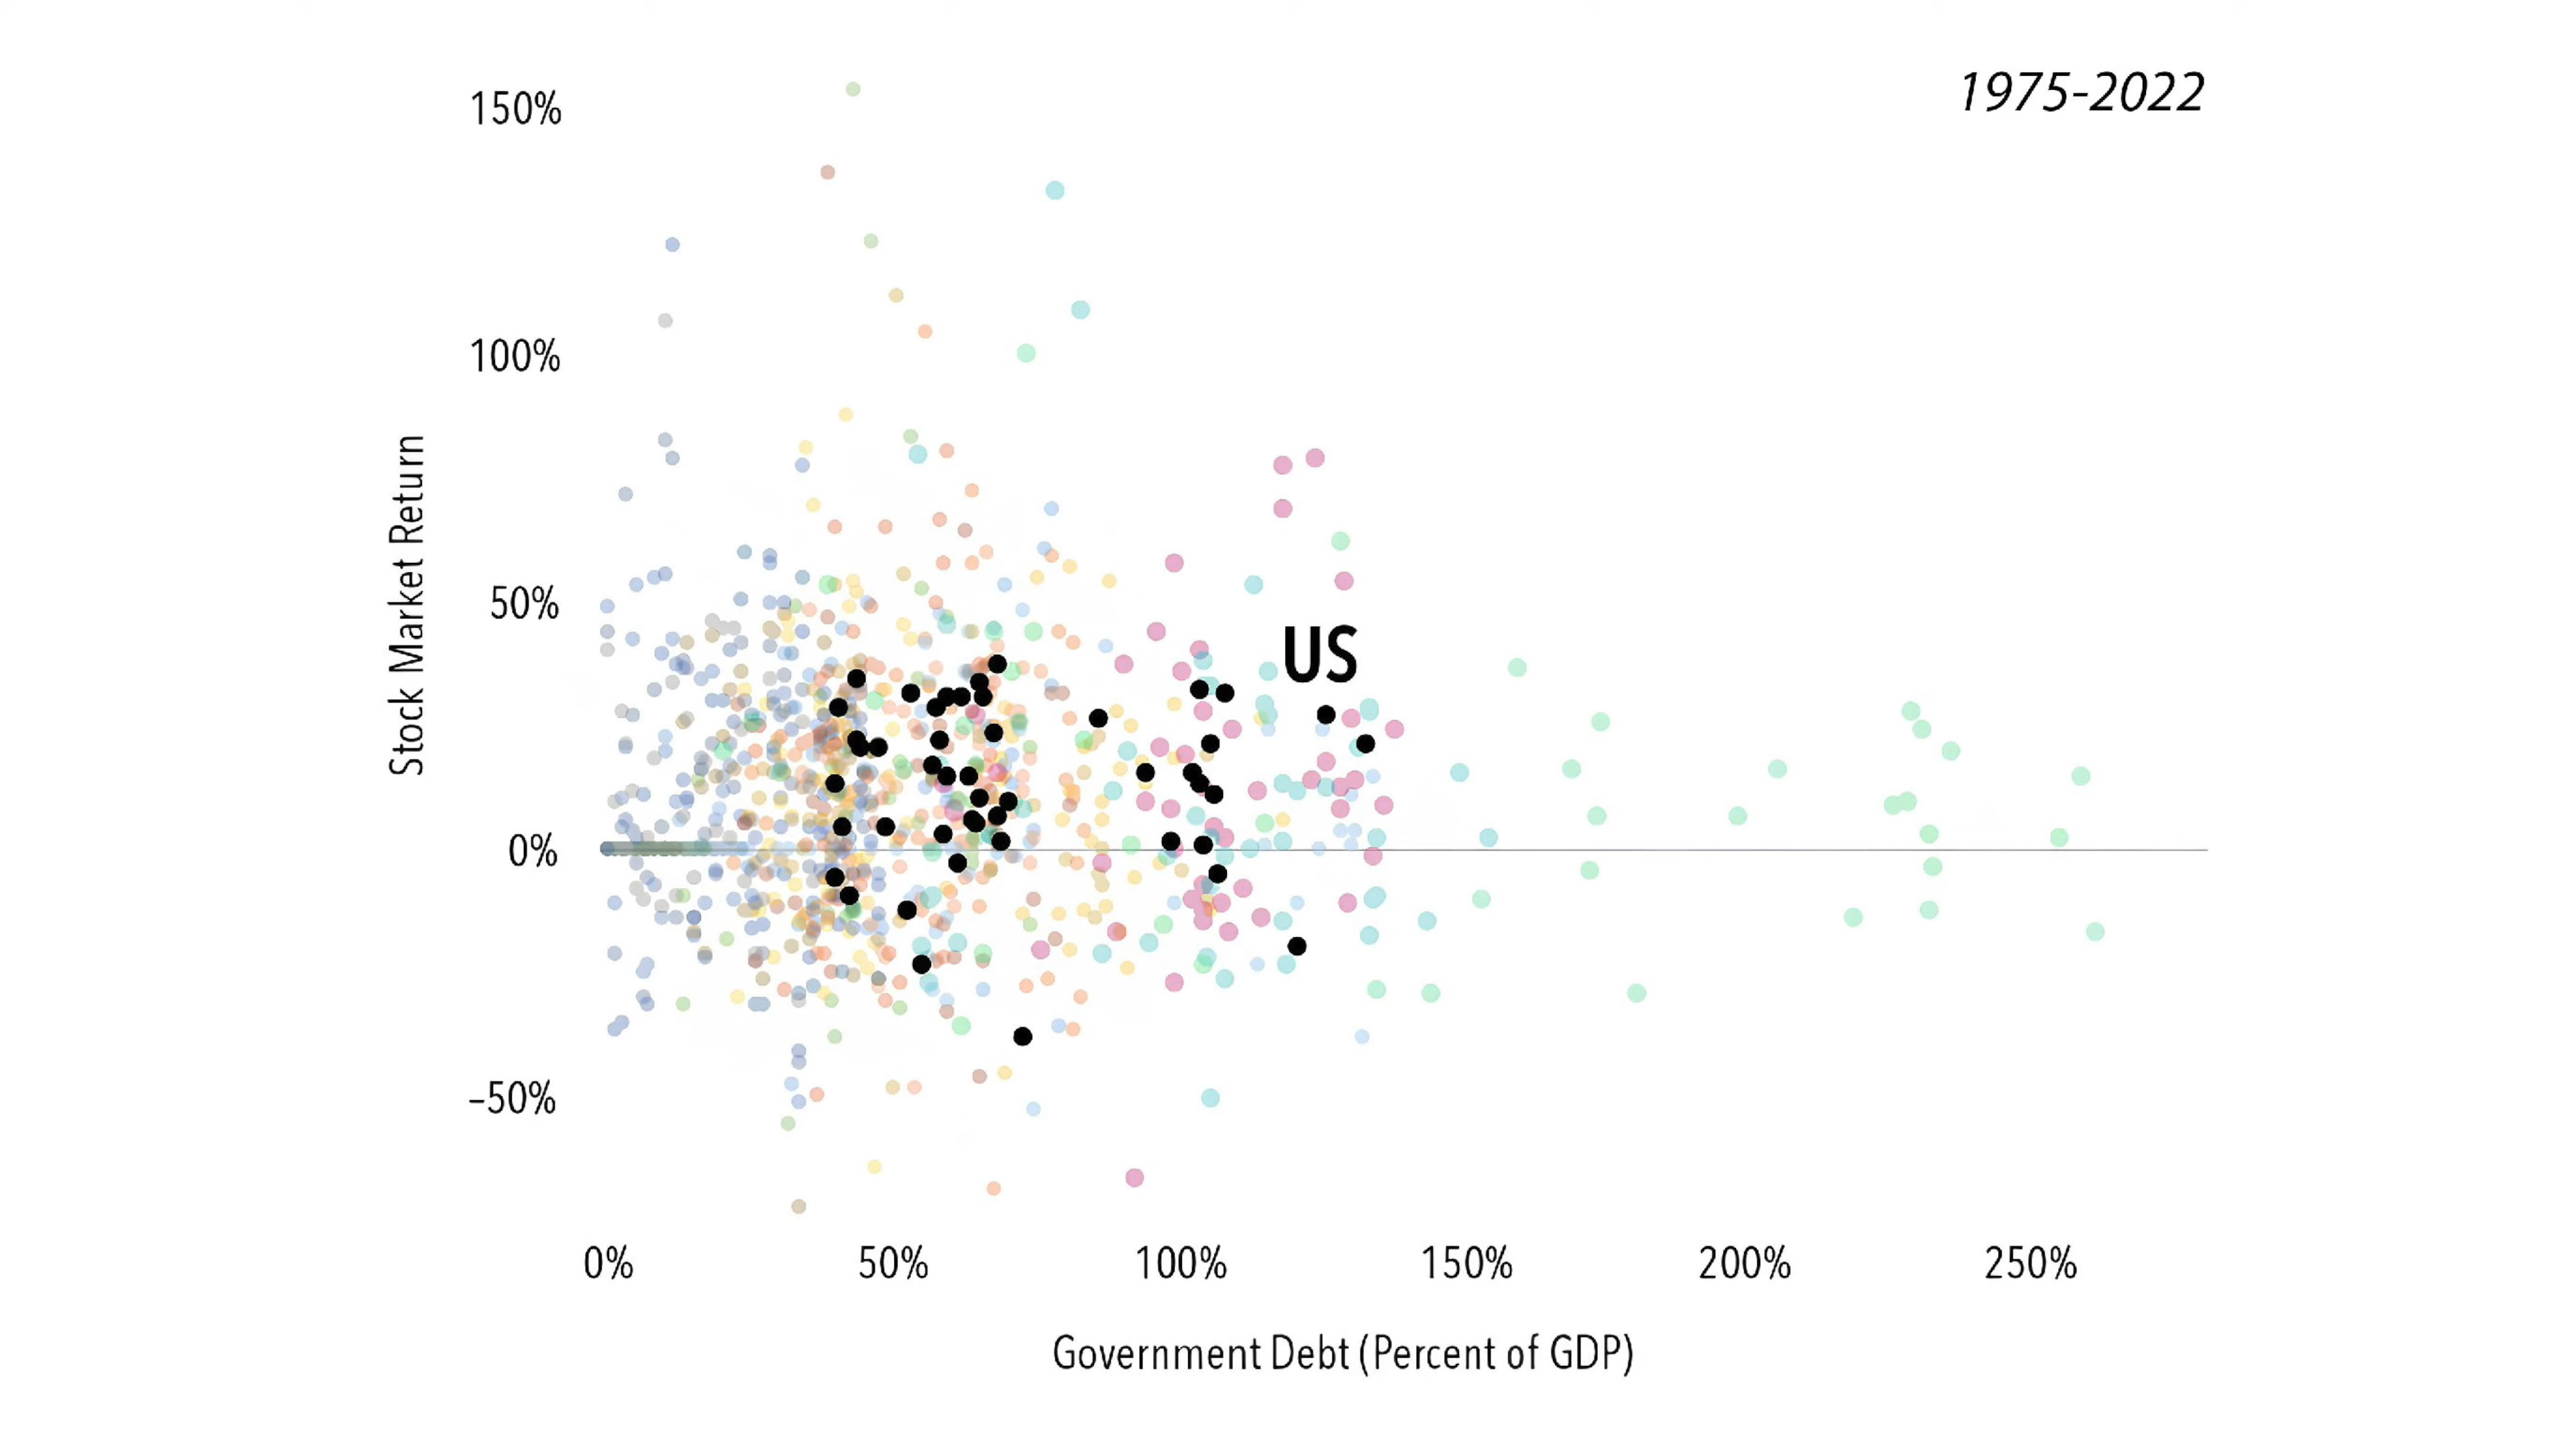 1975-2022
150%
100%
50%
0%
-50%
Stock Market Return
US
0% 50% 100% 150% 200% 250%
Government Debt (Percent of GDP)